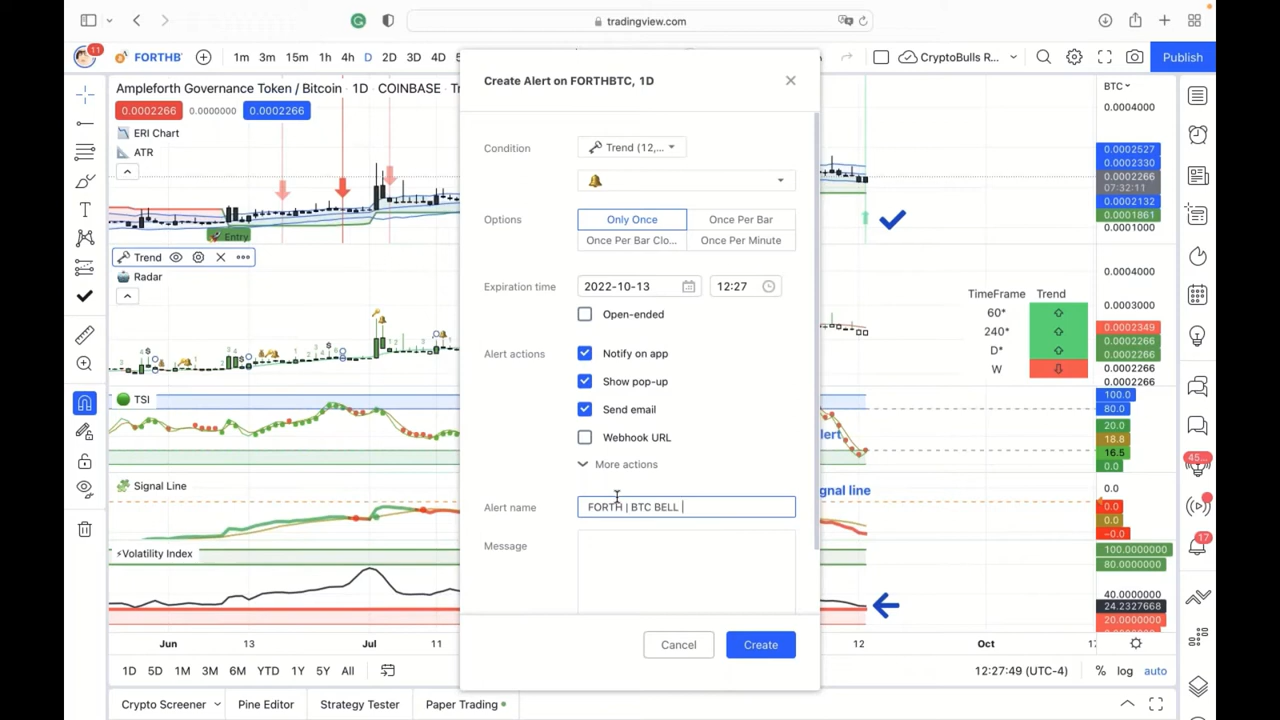 tradingview.com
11
FORTHB
1m 3m 15m 1h 4h D 2D 3D 4D
CryptoBulls R...
Publish
Create Alert on FORTHBTC, 1D
Ampleforth Governance Token / Bitcoin · 1D · COINBASE
BTC
0.0002266 0.0000000 0.0002266
0.0004000
ERI Chart
ATR
Condition
Trend (12,...
0.0002527
0.0002330
0.0002266
07:32:11
0.0002132
0.0001861
0.0001000
Options
Only Once
Once Per Bar
Once Per Bar Clo...
Once Per Minute
Entry
Trend
Radar
0.0004000
Expiration time
2022-10-13
12:27
Open-ended
TimeFrame Trend
60*
240*
D*
W
0.0003000
0.0002349
0.0002266
0.0002266
0.0002266
0.0002266
Alert actions
Notify on app
Show pop-up
Send email
Webhook URL
More actions
TSI
100.0
80.0
20.0
18.8
16.5
0.0
lert
45...
Signal Line
gnal line
0.0
0.0
0.0
−0.0
Alert name
FORTH | BTC BELL
Message
17
⚡Volatility Index
100.0000000
80.0000000
40.0000000
24.2327668
20.0000000
Cancel
Create
Jun 13 Jul 11 12 Oct
1D 5D 1M 3M 6M YTD 1Y 5Y All
12:27:49 (UTC-4) % log auto
Crypto Screener Pine Editor Strategy Tester Paper Trading